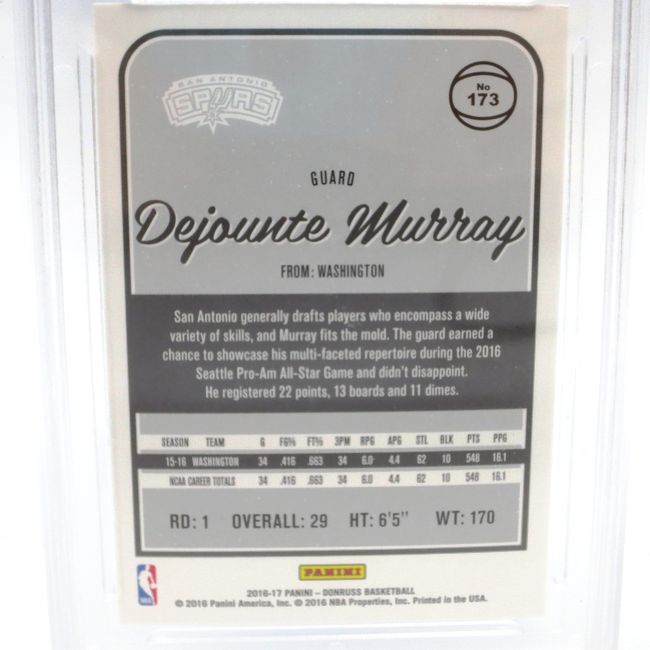 SAN ANTONIO
SPURS
No
173
GUARD
Dejounte Murray
FROM: WASHINGTON
San Antonio generally drafts players who encompass a wide
variety of skills, and Murray fits the mold. The guard earned a
chance to showcase his multi-faceted repertoire during the 2016
Seattle Pro-Am All-Star Game and didn't disappoint.
He registered 22 points, 13 boards and 11 dimes.
SEASON TEAM G FG% FT% 3PM RPG APG STL BLK PTS PPG
15-16 WASHINGTON 34 .416 .663 34 6.0 4.4 62 10 548 16.1
NCAA CAREER TOTALS 34 .416 .663 34 6.0 4.4 62 10 548 16.1
RD: 1 OVERALL: 29 HT: 6'5" WT: 170
PANINI
NBA
2016-17 PANINI – DONRUSS BASKETBALL
© 2016 Panini America, Inc. © 2016 NBA Properties, Inc. Printed in the USA.